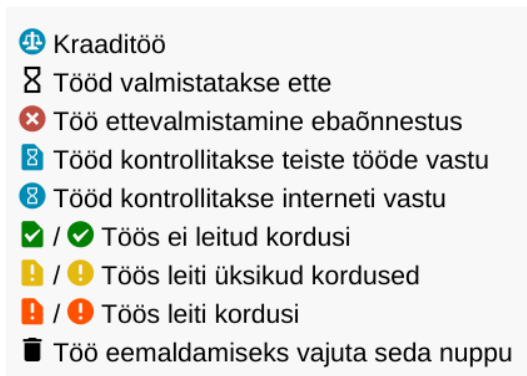 Kraaditöö
Tööd valmistatakse ette
Töö ettevalmistamine ebaõnnestus
Tööd kontrollitakse teiste tööde vastu
Tööd kontrollitakse interneti vastu
/ Töös ei leitud kordusi
/ Töös leiti üksikud kordused
/ Töös leiti kordusi
Töö eemaldamiseks vajuta seda nuppu